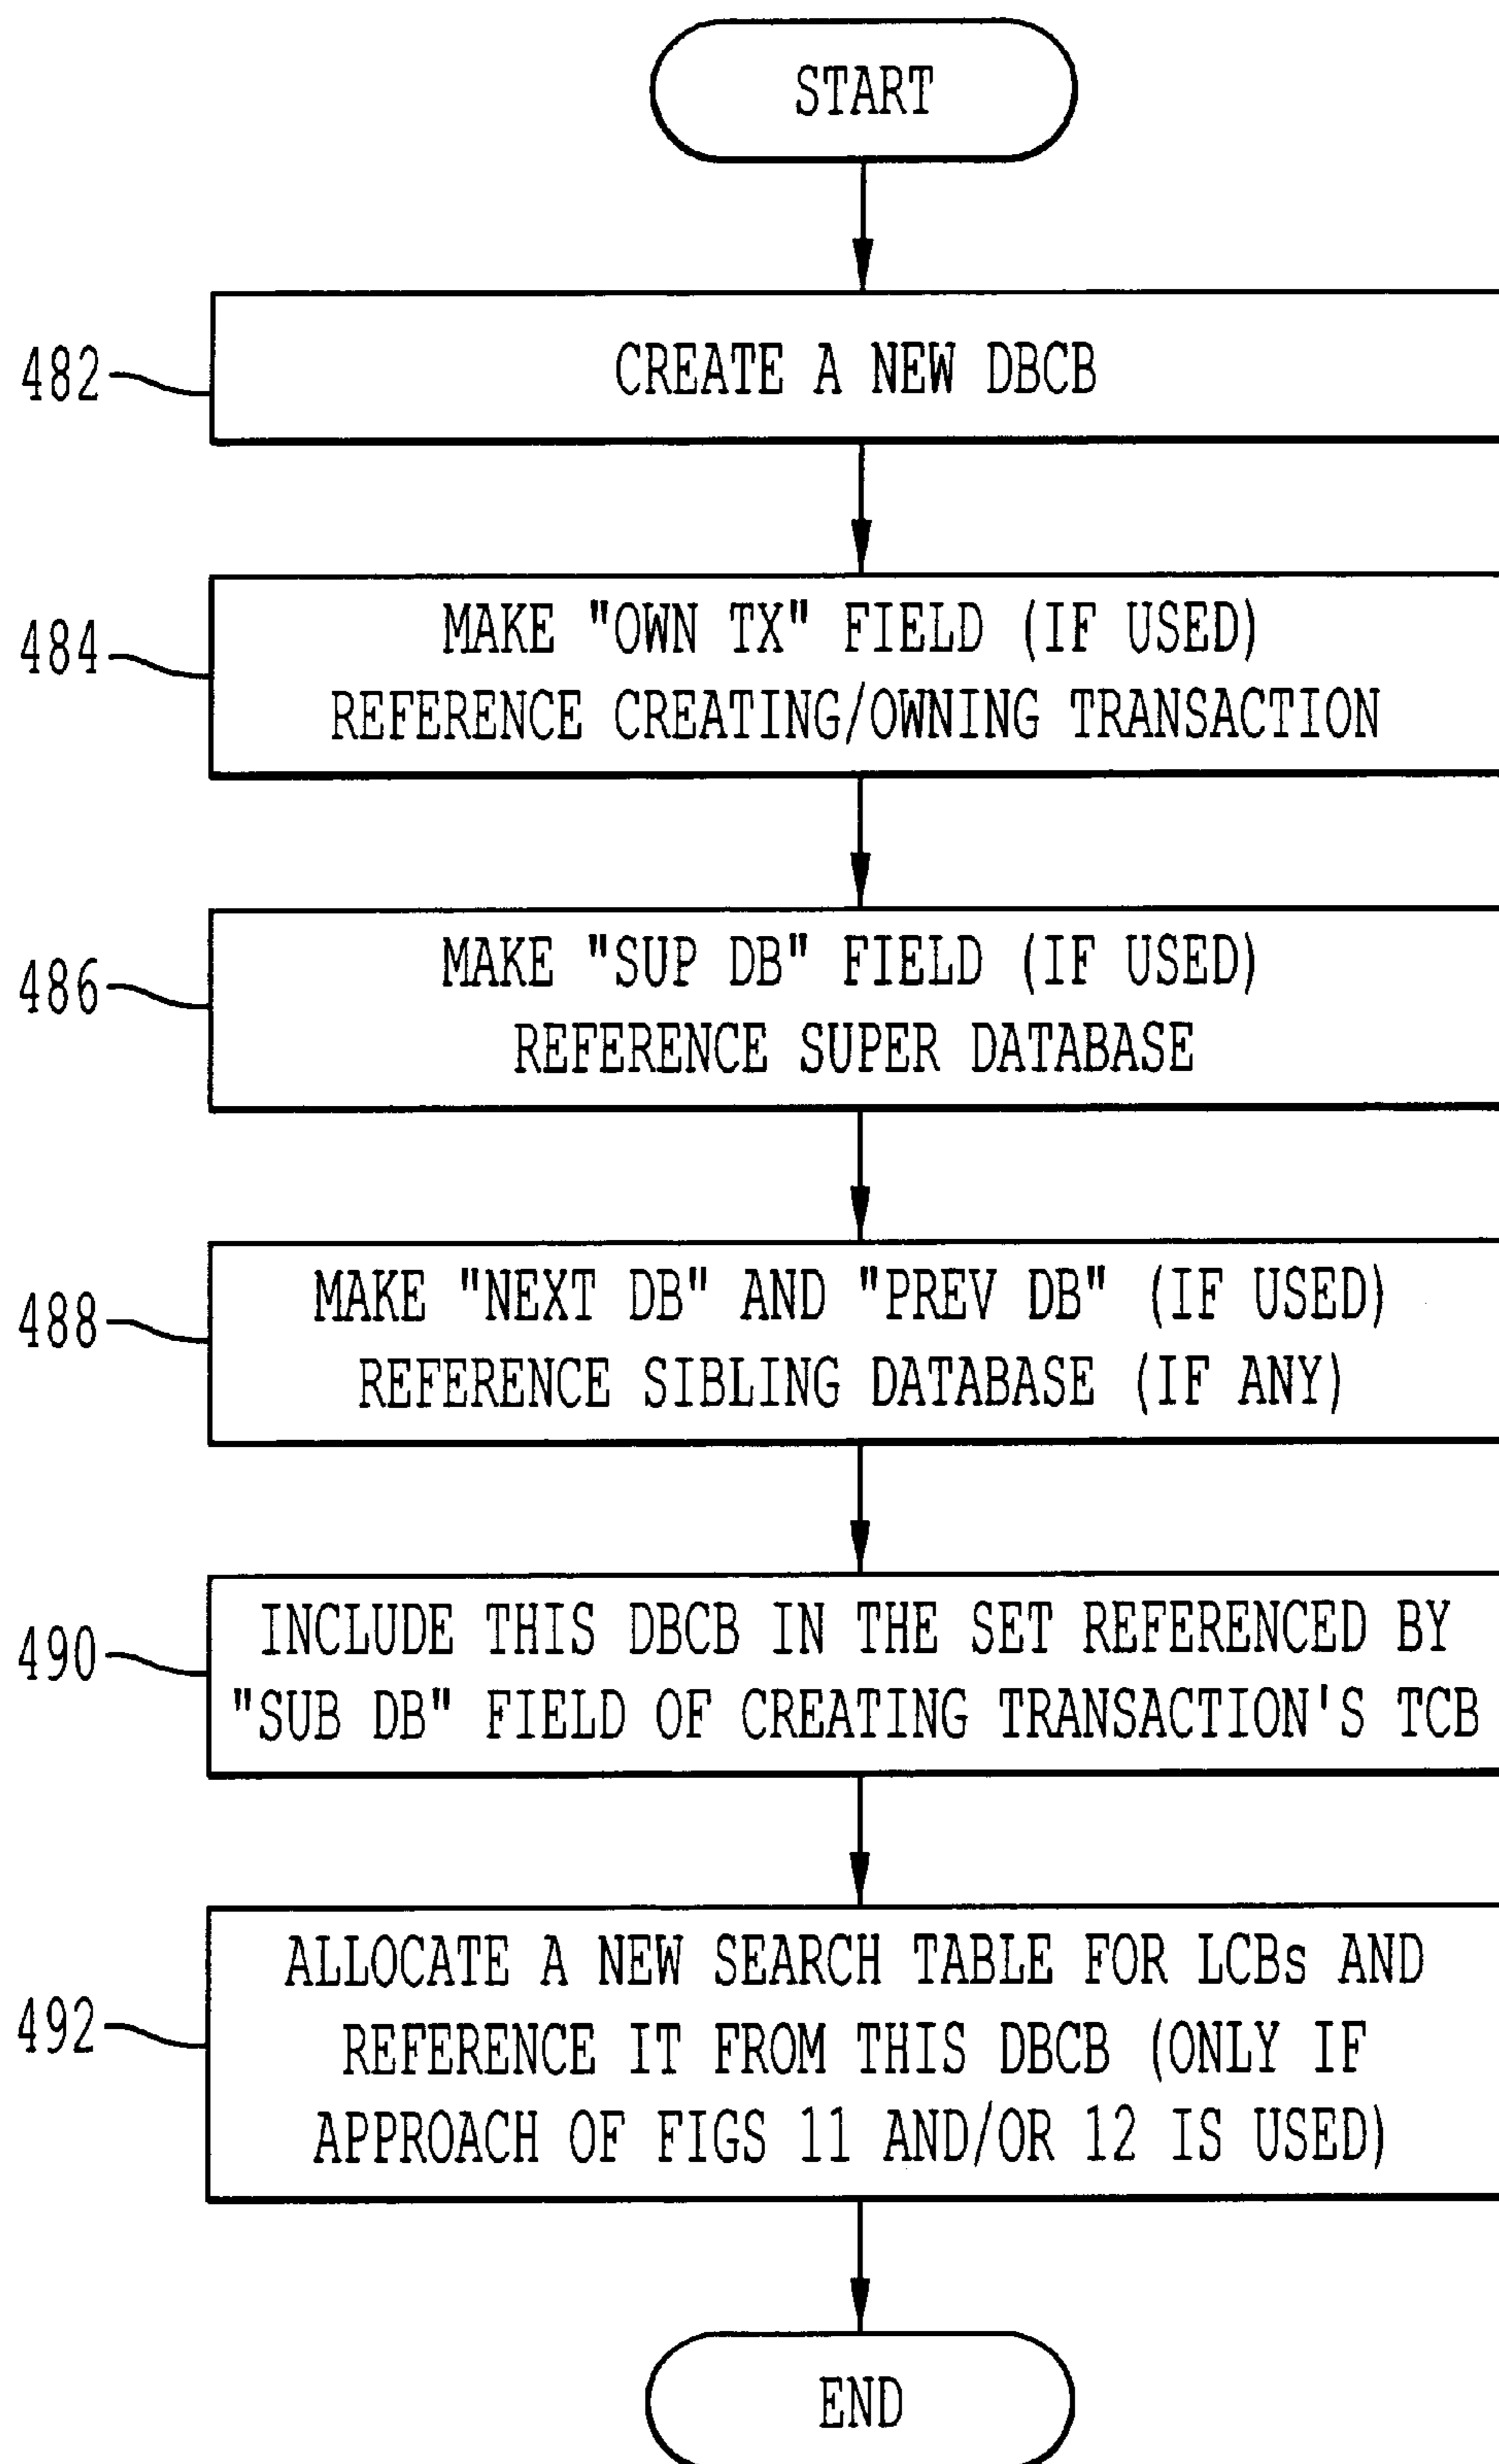 START
482
CREATE A NEW DBCB
484
MAKE "OWN TX" FIELD (IF USED)
REFERENCE CREATING/OWNING TRANSACTION
486
MAKE "SUP DB" FIELD (IF USED)
REFERENCE SUPER DATABASE
488
MAKE "NEXT DB" AND "PREV DB" (IF USED)
REFERENCE SIBLING DATABASE (IF ANY)
490
INCLUDE THIS DBCB IN THE SET REFERENCED BY
"SUB DB" FIELD OF CREATING TRANSACTION'S TCB
492
ALLOCATE A NEW SEARCH TABLE FOR LCBs AND
REFERENCE IT FROM THIS DBCB (ONLY IF
APPROACH OF FIGS 11 AND/OR 12 IS USED)
END